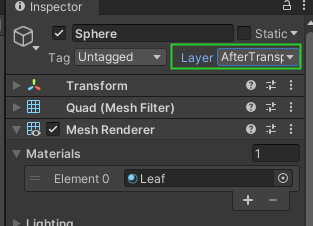 Inspector
Sphere Static
Tag Untagged Layer AfterTransp
Transform
Quad (Mesh Filter)
Mesh Renderer
Materials 1
Element 0 Leaf
+ −
Lighting